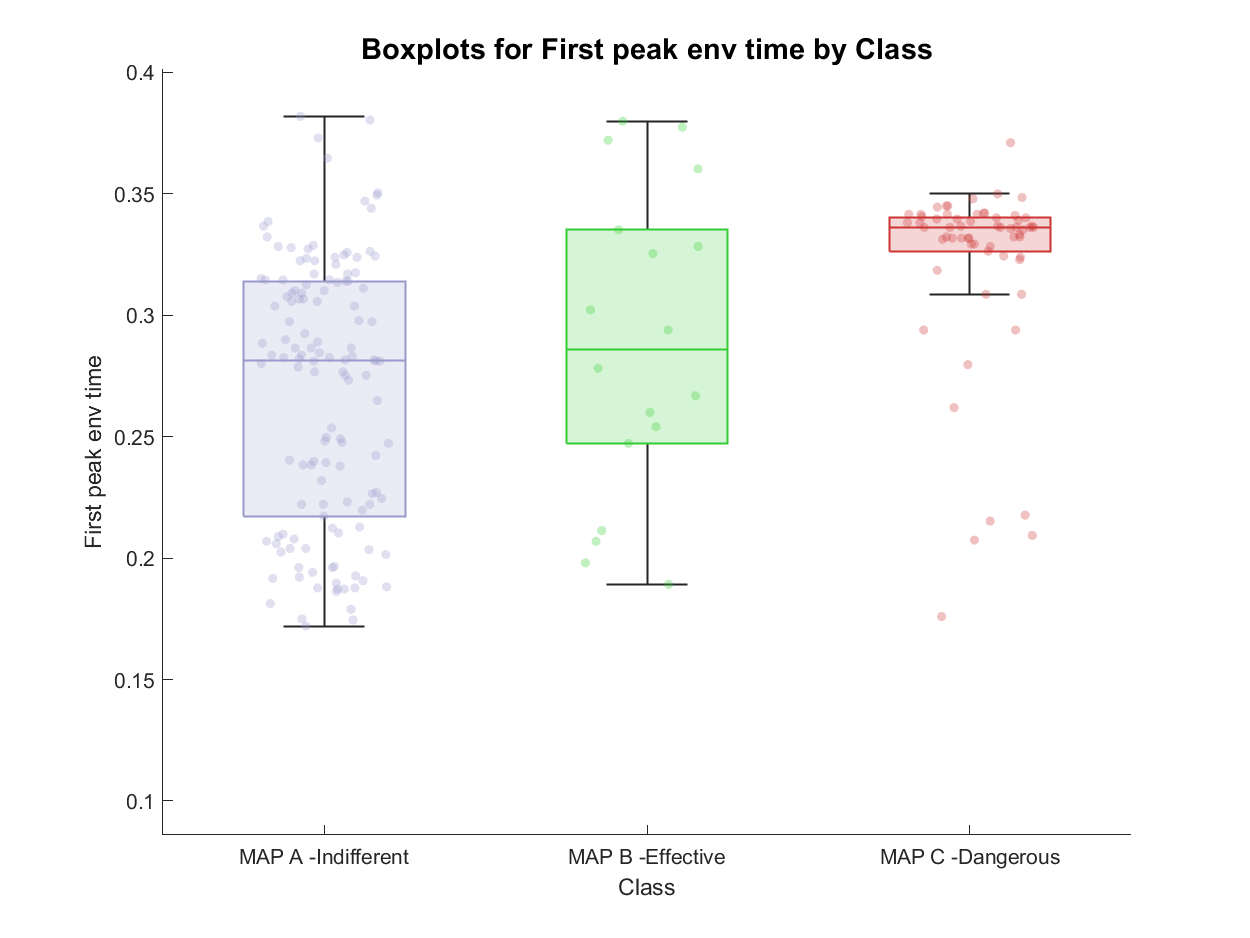 Boxplots for First peak env time by Class
0.4
0.35
0.3
0.25
0.2
0.15
0.1
First peak env time
MAP A -Indifferent
MAP B -Effective
MAP C -Dangerous
Class